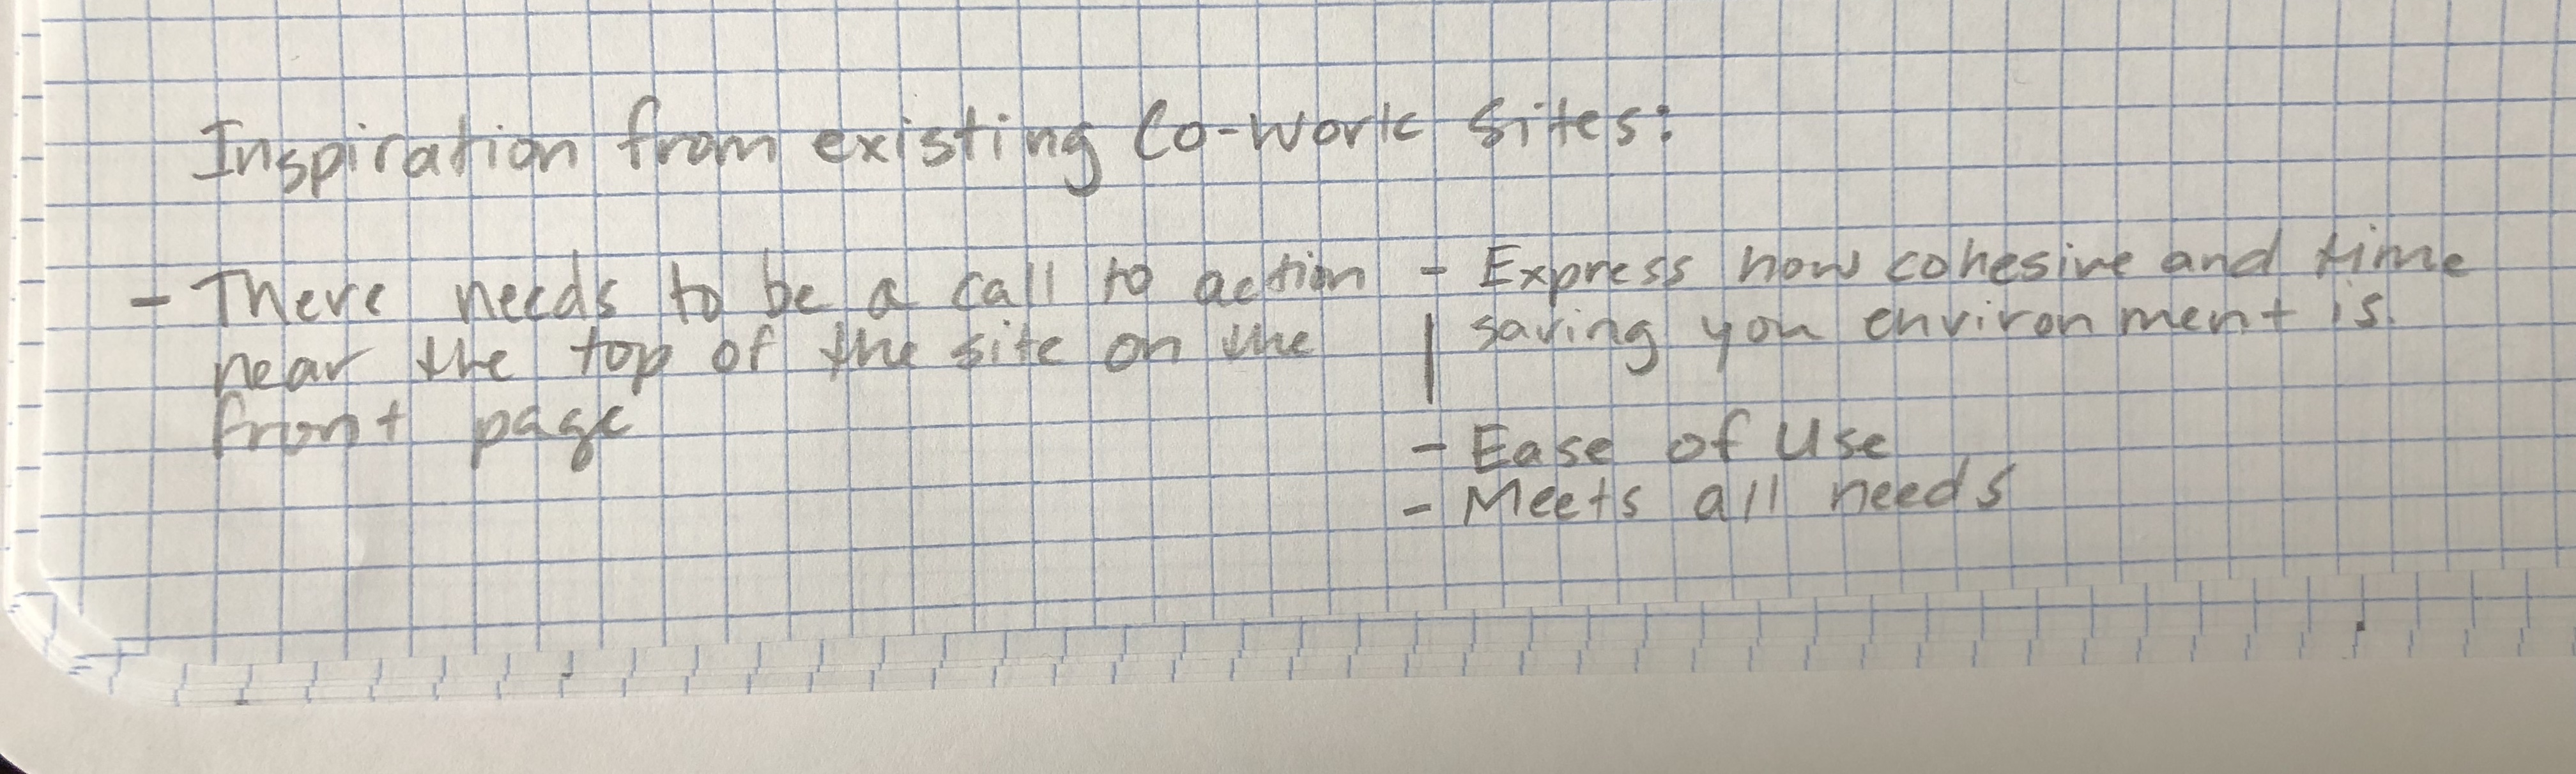 Inspiration from existing Co-work sites:
- There needs to be a call to action
near the top of the site on the
front page
- Express how cohesive and time
saving you environment is.
- Ease of Use
- Meets all needs